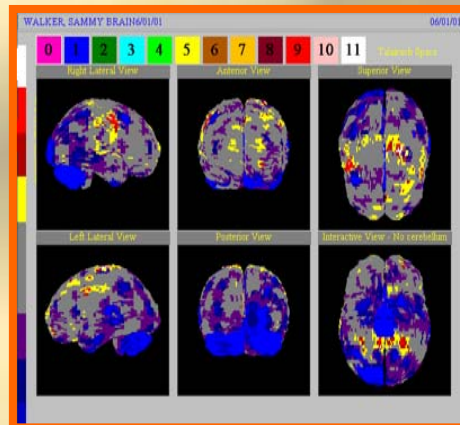 WALKER, SAMMY BRAIN6/01/01 06/01/01
0 1 2 3 4 5 6 7 8 9 10 11 Talairach Space
Right Lateral View Anterior View Superior View
Left Lateral View Posterior View Interactive View - No cerebellum